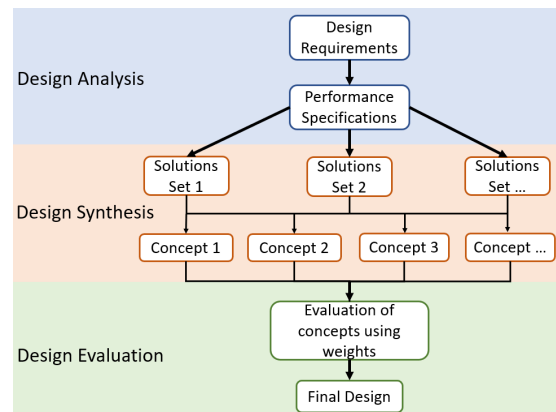 Design
Requirements
Design Analysis
Performance
Specifications
Solutions
Set 1
Solutions
Set 2
Solutions
Set ...
Design Synthesis
Concept 1
Concept 2
Concept 3
Concept ...
Evaluation of
concepts using
weights
Design Evaluation
Final Design